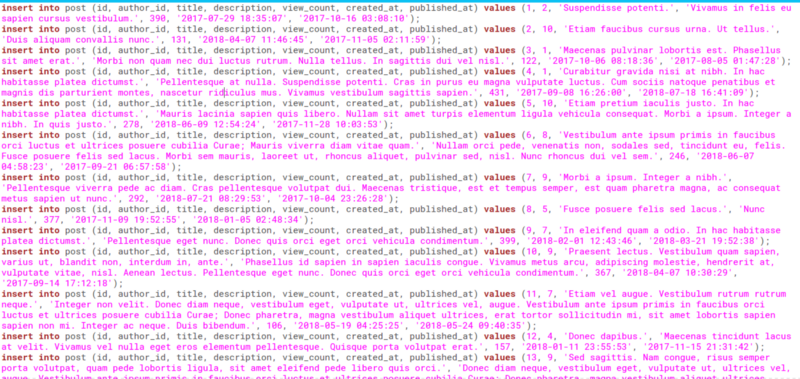 insert into post (id, author_id, title, description, view_count, created_at, published_at) values (1, 2, 'Suspendisse potenti.', 'Vivamus in felis eu
sapien cursus vestibulum.', 390, '2017-07-29 18:35:07', '2017-10-16 03:08:10');
insert into post (id, author_id, title, description, view_count, created_at, published_at) values (2, 10, 'Etiam faucibus cursus urna. Ut tellus.',
'Duis aliquam convallis nunc.', 131, '2018-04-07 11:46:45', '2017-11-05 02:11:59');
insert into post (id, author_id, title, description, view_count, created_at, published_at) values (3, 1, 'Maecenas pulvinar lobortis est. Phasellus
sit amet erat.', 'Morbi non quam nec dui luctus rutrum. Nulla tellus. In sagittis dui vel nisl.', 122, '2017-10-06 08:18:36', '2017-08-05 01:47:28');
insert into post (id, author_id, title, description, view_count, created_at, published_at) values (4, 1, 'Curabitur gravida nisi at nibh. In hac
habitasse platea dictumst.', 'Pellentesque at nulla. Suspendisse potenti. Cras in purus eu magna vulputate luctus. Cum sociis natoque penatibus et
magnis dis parturient montes, nascetur ridiculus mus. Vivamus vestibulum sagittis sapien.', 431, '2017-09-08 16:26:00', '2018-07-18 16:41:09');
insert into post (id, author_id, title, description, view_count, created_at, published_at) values (5, 10, 'Etiam pretium iaculis justo. In hac
habitasse platea dictumst.', 'Mauris lacinia sapien quis libero. Nullam sit amet turpis elementum ligula vehicula consequat. Morbi a ipsum. Integer a
nibh. In quis justo.', 278, '2018-06-09 12:54:24', '2017-11-28 10:03:53');
insert into post (id, author_id, title, description, view_count, created_at, published_at) values (6, 8, 'Vestibulum ante ipsum primis in faucibus
orci luctus et ultrices posuere cubilia Curae; Mauris viverra diam vitae quam.', 'Nullam orci pede, venenatis non, sodales sed, tincidunt eu, felis.
Fusce posuere felis sed lacus. Morbi sem mauris, laoreet ut, rhoncus aliquet, pulvinar sed, nisl. Nunc rhoncus dui vel sem.', 246, '2018-06-07
04:58:23', '2017-09-21 06:57:58');
insert into post (id, author_id, title, description, view_count, created_at, published_at) values (7, 9, 'Morbi a ipsum. Integer a nibh.',
'Pellentesque viverra pede ac diam. Cras pellentesque volutpat dui. Maecenas tristique, est et tempus semper, est quam pharetra magna, ac consequat
metus sapien ut nunc.', 292, '2018-07-21 08:29:53', '2017-10-04 23:26:28');
insert into post (id, author_id, title, description, view_count, created_at, published_at) values (8, 5, 'Fusce posuere felis sed lacus.', 'Nunc
nisl.', 377, '2017-11-09 19:52:55', '2018-01-05 02:48:34');
insert into post (id, author_id, title, description, view_count, created_at, published_at) values (9, 7, 'In eleifend quam a odio. In hac habitasse
platea dictumst.', 'Pellentesque eget nunc. Donec quis orci eget orci vehicula condimentum.', 399, '2018-02-01 12:43:46', '2018-03-21 19:52:38');
insert into post (id, author_id, title, description, view_count, created_at, published_at) values (10, 9, 'Praesent lectus. Vestibulum quam sapien,
varius ut, blandit non, interdum in, ante.', 'Phasellus id sapien in sapien iaculis congue. Vivamus metus arcu, adipiscing molestie, hendrerit at,
vulputate vitae, nisl. Aenean lectus. Pellentesque eget nunc. Donec quis orci eget orci vehicula condimentum.', 367, '2018-04-07 10:30:29',
'2017-09-14 17:12:18');
insert into post (id, author_id, title, description, view_count, created_at, published_at) values (11, 7, 'Etiam vel augue. Vestibulum rutrum rutrum
neque.', 'Integer non velit. Donec diam neque, vestibulum eget, vulputate ut, ultrices vel, augue. Vestibulum ante ipsum primis in faucibus orci
luctus et ultrices posuere cubilia Curae; Donec pharetra, magna vestibulum aliquet ultrices, erat tortor sollicitudin mi, sit amet lobortis sapien
sapien non mi. Integer ac neque. Duis bibendum.', 106, '2018-05-19 04:25:25', '2018-05-24 09:40:35');
insert into post (id, author_id, title, description, view_count, created_at, published_at) values (12, 4, 'Donec dapibus.', 'Maecenas tincidunt lacus
at velit. Vivamus vel nulla eget eros elementum pellentesque. Quisque porta volutpat erat.', 157, '2018-01-11 23:55:53', '2017-11-15 21:31:42');
insert into post (id, author_id, title, description, view_count, created_at, published_at) values (13, 9, 'Sed sagittis. Nam congue, risus semper
porta volutpat, quam pede lobortis ligula, sit amet eleifend pede libero quis orci.', 'Donec diam neque, vestibulum eget, vulputate ut, ultrices vel,
augue. Vestibulum ante ipsum primis in faucibus orci luctus et ultrices posuere cubilia Curae; Donec pharetra, magna vestibulum aliquet ultrices